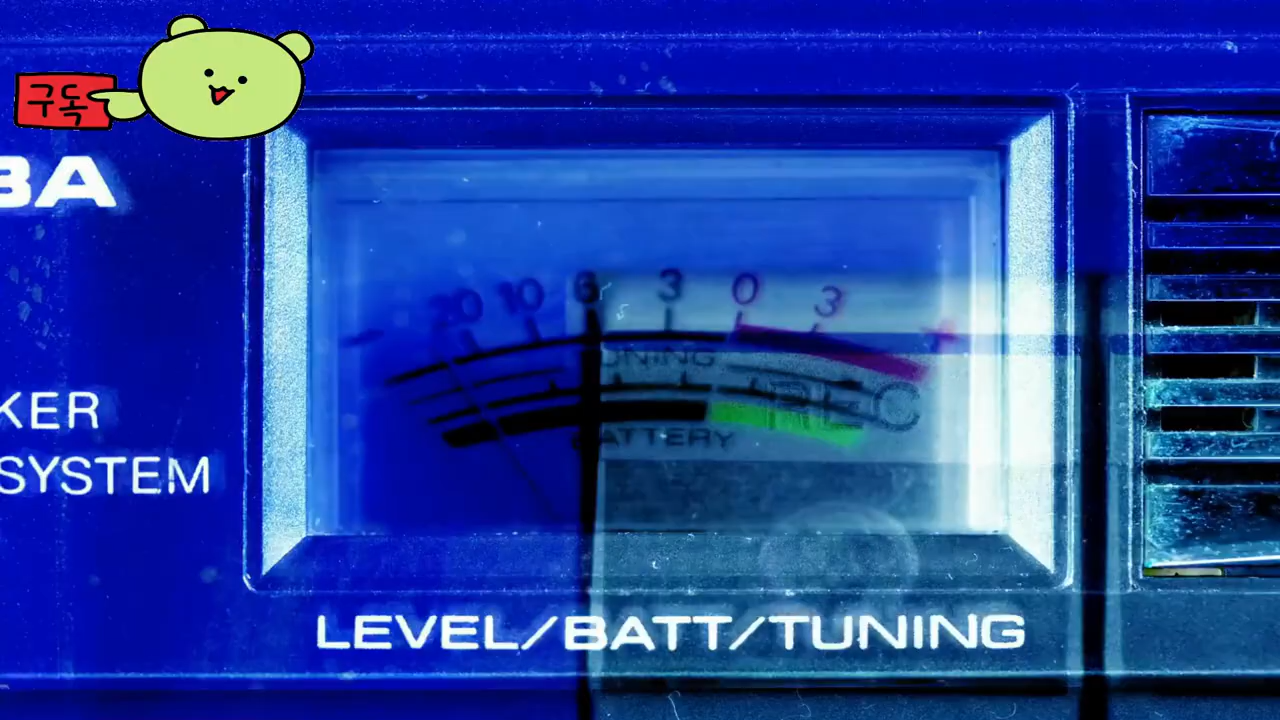 구독
BA
20 10 6 3 0 3
TUNING
REC
BATTERY
KER
SYSTEM
LEVEL/BATT/TUNING